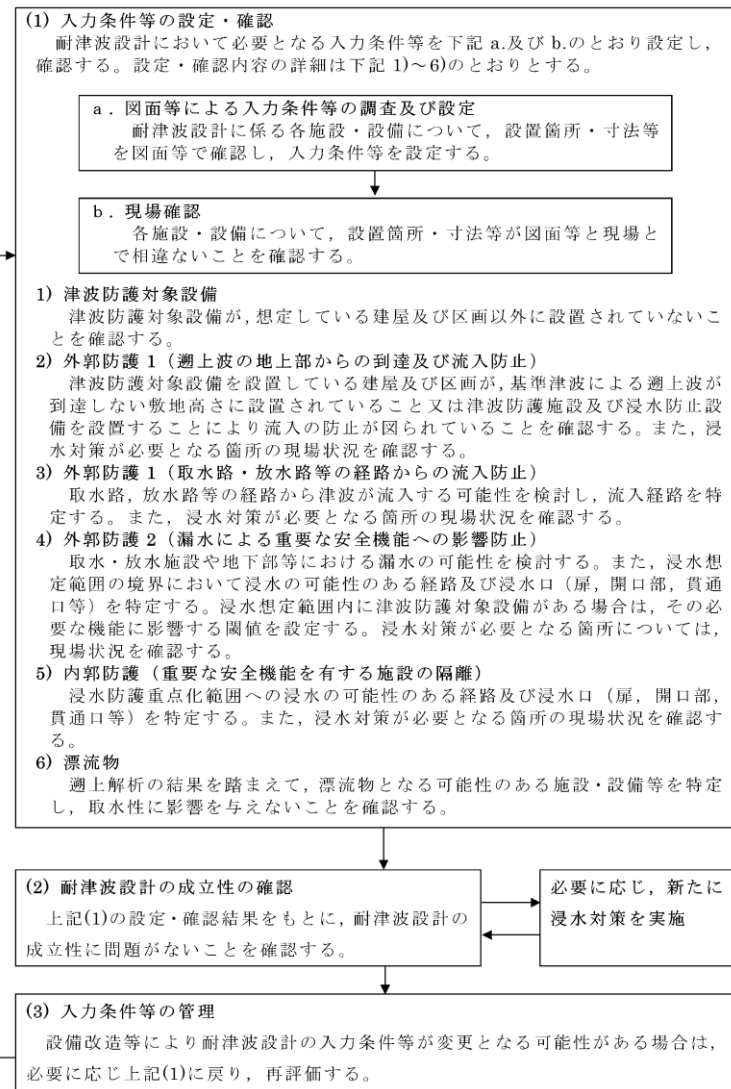 (1) 入力条件等の設定・確認
耐津波設計において必要となる入力条件等を下記 a.及び b.のとおり設定し，
確認する。設定・確認内容の詳細は下記 1)～6)のとおりとする。
a．図面等による入力条件等の調査及び設定
耐津波設計に係る各施設・設備について，設置箇所・寸法等
を図面等で確認し，入力条件等を設定する。
b．現場確認
各施設・設備について，設置箇所・寸法等が図面等と現場と
で相違ないことを確認する。
1) 津波防護対象設備
津波防護対象設備が，想定している建屋及び区画以外に設置されていないこ
とを確認する。
2) 外郭防護 1（遡上波の地上部からの到達及び流入防止）
津波防護対象設備を設置している建屋及び区画が，基準津波による遡上波が
到達しない敷地高さに設置されていること又は津波防護施設及び浸水防止設
備を設置することにより流入の防止が図られていることを確認する。また，浸
水対策が必要となる箇所の現場状況を確認する。
3) 外郭防護 1（取水路・放水路等の経路からの流入防止）
取水路，放水路等の経路から津波が流入する可能性を検討し，流入経路を特
定する。また，浸水対策が必要となる箇所の現場状況を確認する。
4) 外郭防護 2（漏水による重要な安全機能への影響防止）
取水・放水施設や地下部等における漏水の可能性を検討する。また，浸水想
定範囲の境界において浸水の可能性のある経路及び浸水口（扉，開口部，貫通
口等）を特定する。浸水想定範囲内に津波防護対象設備がある場合は，その必
要な機能に影響する閾値を設定する。浸水対策が必要となる箇所については，
現場状況を確認する。
5) 内郭防護（重要な安全機能を有する施設の隔離）
浸水防護重点化範囲への浸水の可能性のある経路及び浸水口（扉，開口部，
貫通口等）を特定する。また，浸水対策が必要となる箇所の現場状況を確認す
る。
6) 漂流物
遡上解析の結果を踏まえて，漂流物となる可能性のある施設・設備等を特定
し，取水性に影響を与えないことを確認する。
(2) 耐津波設計の成立性の確認
上記(1)の設定・確認結果をもとに，耐津波設計の
成立性に問題がないことを確認する。
必要に応じ，新たに
浸水対策を実施
(3) 入力条件等の管理
設備改造等により耐津波設計の入力条件等が変更となる可能性がある場合は，
必要に応じ上記(1)に戻り，再評価する。